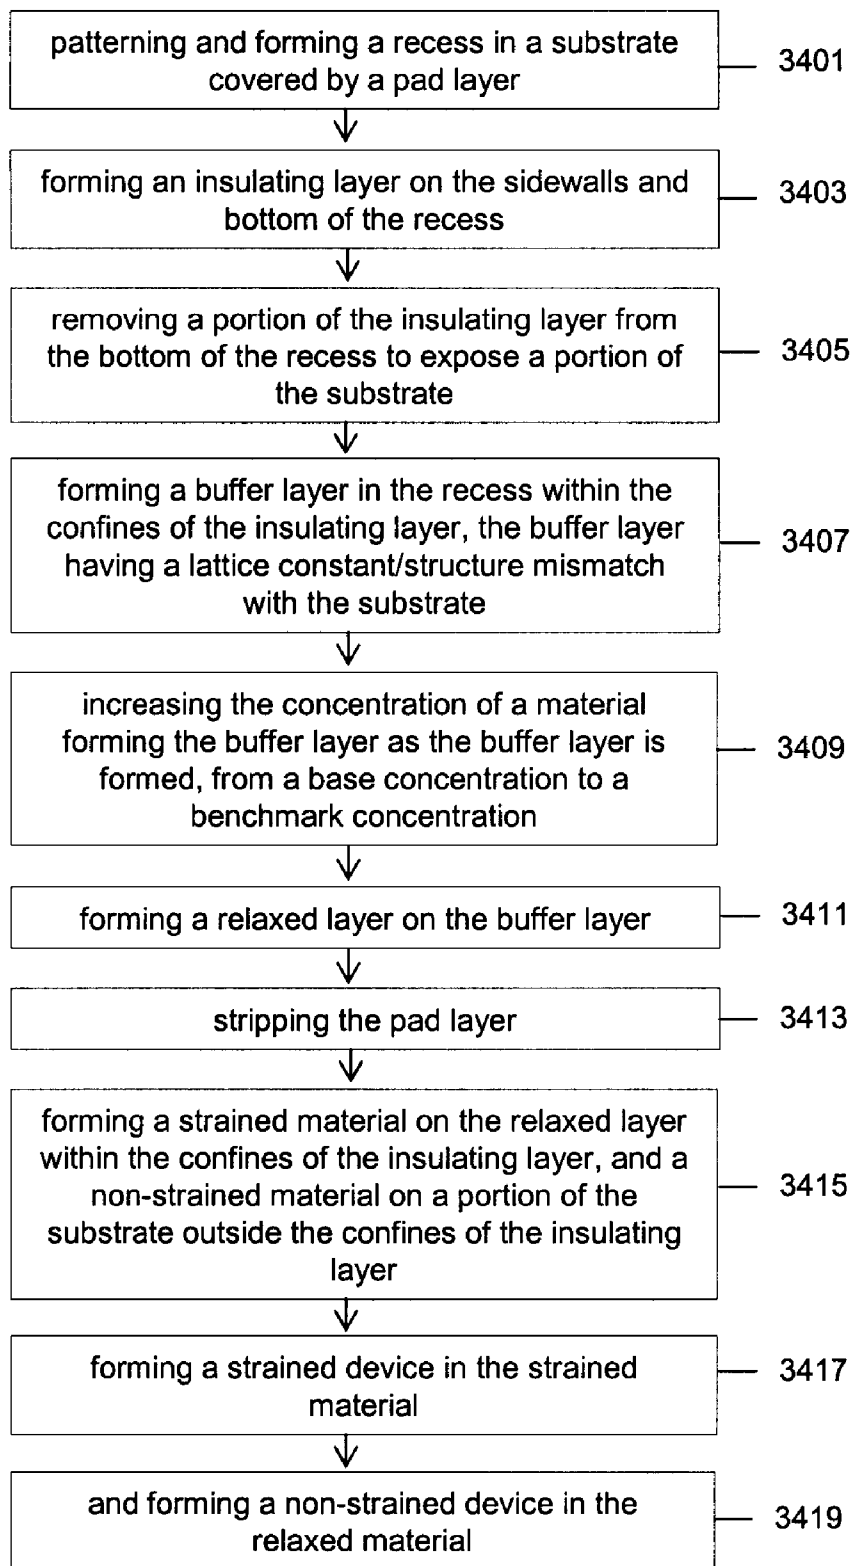 patterning and forming a recess in a substrate
covered by a pad layer
3401
forming an insulating layer on the sidewalls and
bottom of the recess
3403
removing a portion of the insulating layer from
the bottom of the recess to expose a portion of
the substrate
3405
forming a buffer layer in the recess within the
confines of the insulating layer, the buffer layer
having a lattice constant/structure mismatch
with the substrate
3407
increasing the concentration of a material
forming the buffer layer as the buffer layer is
formed, from a base concentration to a
benchmark concentration
3409
forming a relaxed layer on the buffer layer
3411
stripping the pad layer
3413
forming a strained material on the relaxed layer
within the confines of the insulating layer, and a
non-strained material on a portion of the
substrate outside the confines of the insulating
layer
3415
forming a strained device in the strained
material
3417
and forming a non-strained device in the
relaxed material
3419